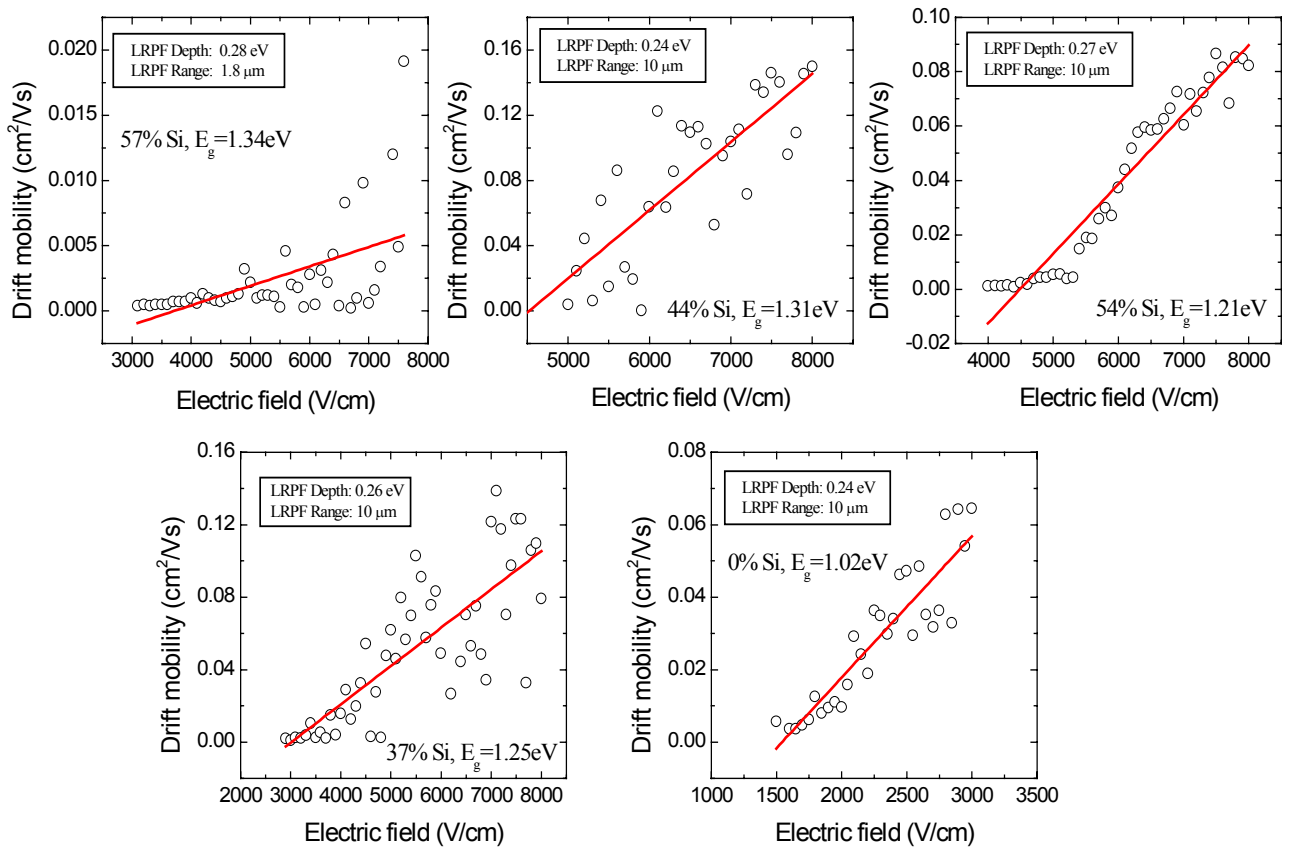 LRPF Depth: 0.28 eV
LRPF Range: 1.8 μm
57% Si, E_g=1.34eV
0.020
0.015
0.010
0.005
0.000
Drift mobility (cm²/Vs)
3000 4000 5000 6000 7000 8000
Electric field (V/cm)
LRPF Depth: 0.24 eV
LRPF Range: 10 μm
44% Si, E_g=1.31eV
0.16
0.12
0.08
0.04
0.00
Drift mobility (cm²/Vs)
5000 6000 7000 8000
Electric field (V/cm)
LRPF Depth: 0.27 eV
LRPF Range: 10 μm
54% Si, E_g=1.21eV
0.10
0.08
0.06
0.04
0.02
0.00
-0.02
Drift mobility (cm²/Vs)
4000 5000 6000 7000 8000
Electric field (V/cm)
LRPF Depth: 0.26 eV
LRPF Range: 10 μm
37% Si, E_g=1.25eV
0.16
0.12
0.08
0.04
0.00
Drift mobility (cm²/Vs)
2000 3000 4000 5000 6000 7000 8000
Electric field (V/cm)
LRPF Depth: 0.24 eV
LRPF Range: 10 μm
0% Si, E_g=1.02eV
0.08
0.06
0.04
0.02
0.00
Drift mobility (cm²/Vs)
1000 1500 2000 2500 3000 3500
Electric field (V/cm)